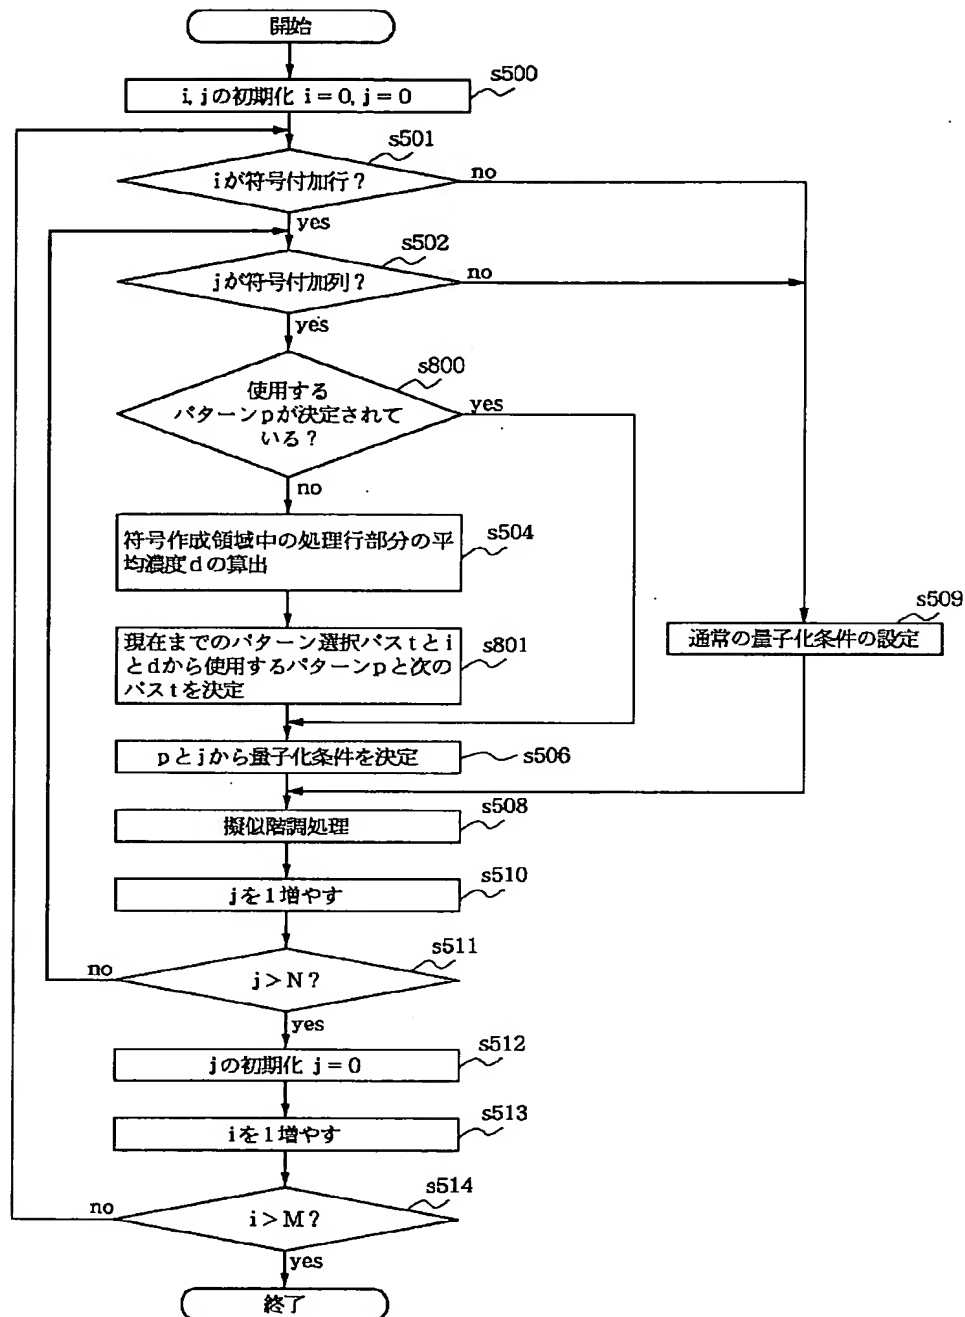 開始
s500
i, jの初期化 i=0, j=0
s501
iが符号付加行?
no
yes
s502
jが符号付加列?
no
yes
s800
使用する
パターンpが決定されて
いる?
yes
no
s504
符号作成領域中の処理行部分の平
均濃度dの算出
s509
通常の量子化条件の設定
s801
現在までのパターン選択パスtとi
とdから使用するパターンpと次の
パスtを決定
pとjから量子化条件を決定
s506
s508
擬似階調処理
s510
jを1増やす
s511
no
j>N?
yes
s512
jの初期化 j=0
s513
iを1増やす
s514
no
i>M?
yes
終了